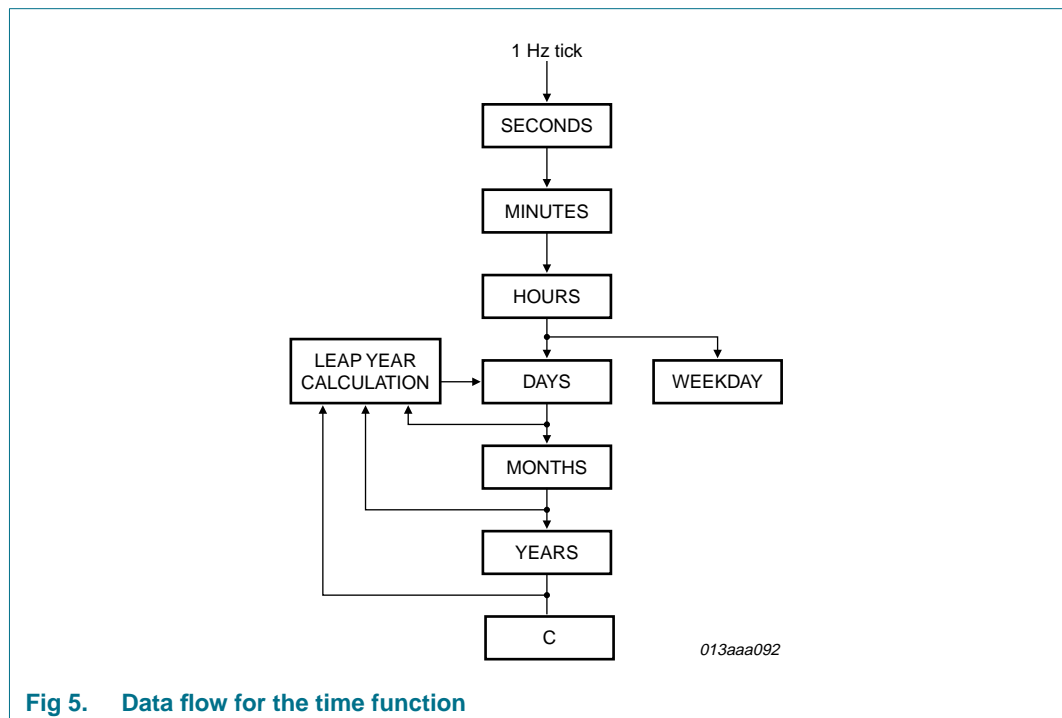 1 Hz tick
SECONDS
MINUTES
HOURS
LEAP YEAR
CALCULATION
DAYS
WEEKDAY
MONTHS
YEARS
C
013aaa092
Fig 5. Data flow for the time function